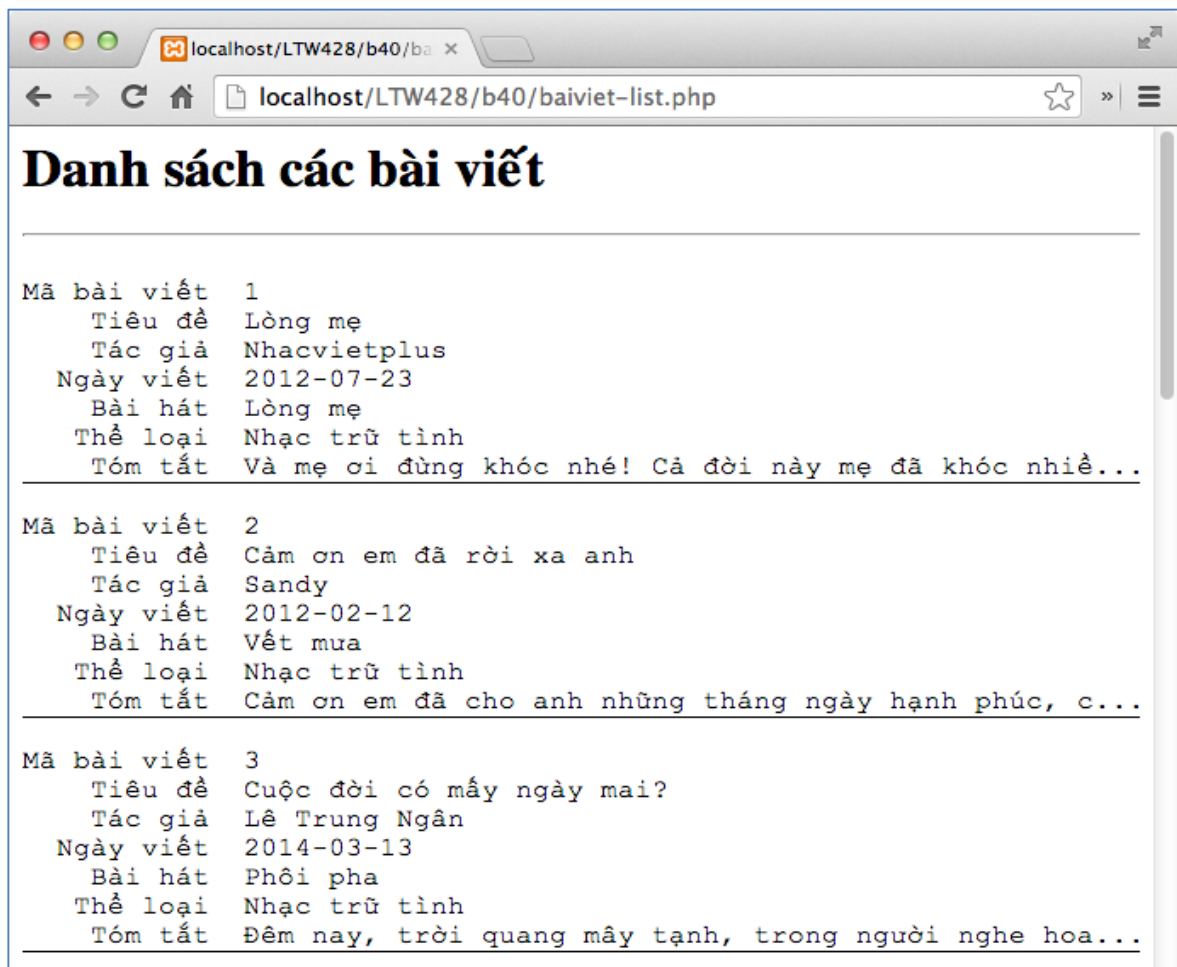 localhost/LTW428/b40/ba
localhost/LTW428/b40/baiviet-list.php
Danh sách các bài viết
Mã bài viết 1
Tiêu đề Lòng mẹ
Tác giả Nhacvietplus
Ngày viết 2012-07-23
Bài hát Lòng mẹ
Thể loại Nhạc trữ tình
Tóm tắt Và mẹ ơi đừng khóc nhé! Cả đời này mẹ đã khóc nhiề...
Mã bài viết 2
Tiêu đề Cảm ơn em đã rời xa anh
Tác giả Sandy
Ngày viết 2012-02-12
Bài hát Vết mưa
Thể loại Nhạc trữ tình
Tóm tắt Cảm ơn em đã cho anh những tháng ngày hạnh phúc, c...
Mã bài viết 3
Tiêu đề Cuộc đời có mấy ngày mai?
Tác giả Lê Trung Ngân
Ngày viết 2014-03-13
Bài hát Phôi pha
Thể loại Nhạc trữ tình
Tóm tắt Đêm nay, trời quang mây tạnh, trong người nghe hoa...